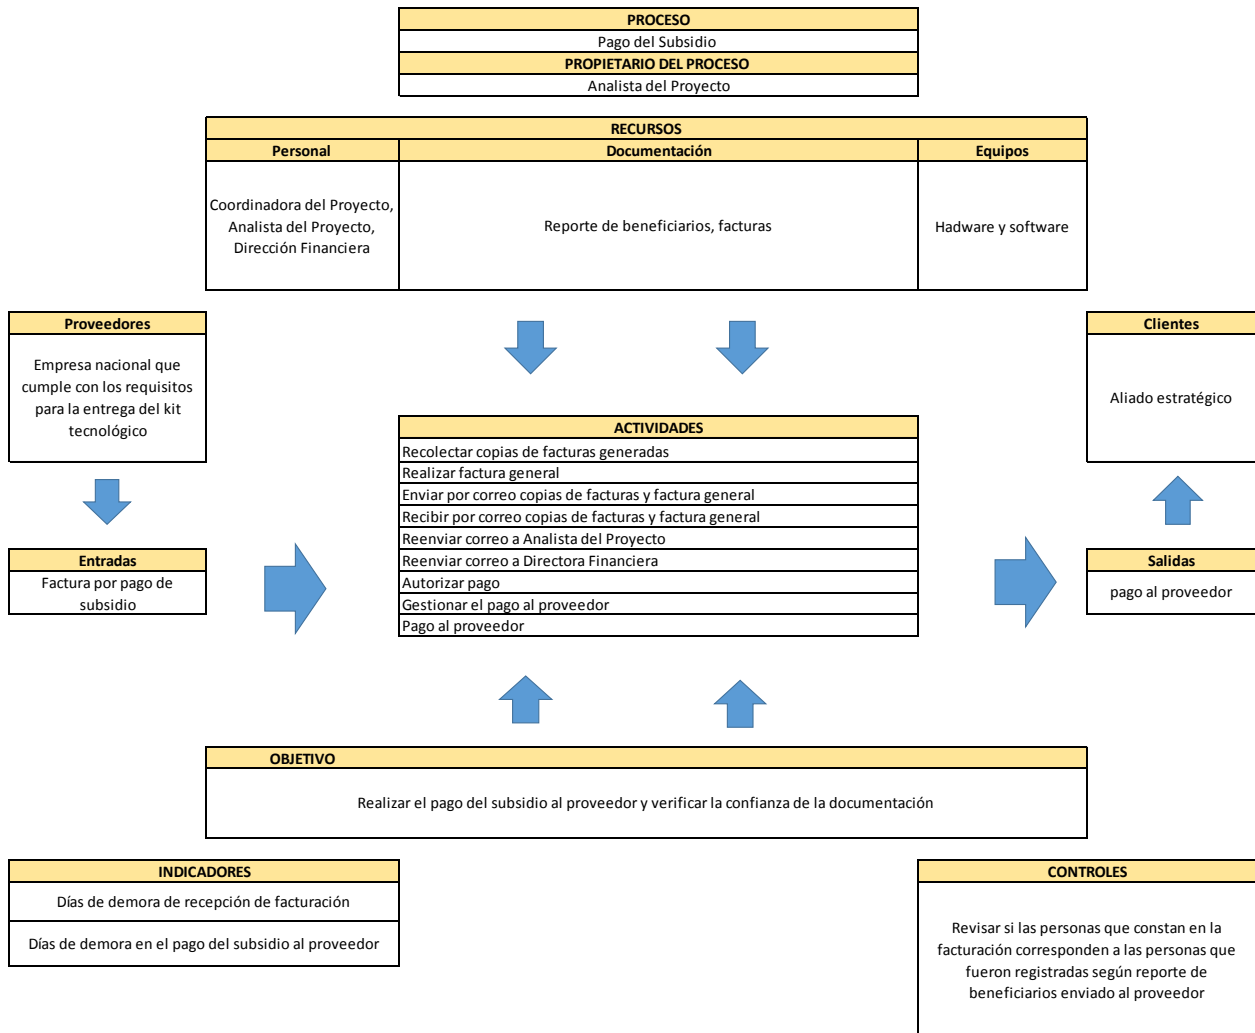 PROCESO
Pago del Subsidio
PROPIETARIO DEL PROCESO
Analista del Proyecto
RECURSOS
Personal
Documentación
Equipos
Coordinadora del Proyecto,
Analista del Proyecto,
Dirección Financiera
Reporte de beneficiarios, facturas
Hadware y software
Proveedores
Empresa nacional que
cumple con los requisitos
para la entrega del kit
tecnológico
Clientes
Aliado estratégico
ACTIVIDADES
Recolectar copias de facturas generadas
Realizar factura general
Enviar por correo copias de facturas y factura general
Recibir por correo copias de facturas y factura general
Reenviar correo a Analista del Proyecto
Reenviar correo a Directora Financiera
Autorizar pago
Gestionar el pago al proveedor
Pago al proveedor
Entradas
Factura por pago de
subsidio
Salidas
pago al proveedor
OBJETIVO
Realizar el pago del subsidio al proveedor y verificar la confianza de la documentación
INDICADORES
Días de demora de recepción de facturación
Días de demora en el pago del subsidio al proveedor
CONTROLES
Revisar si las personas que constan en la
facturación corresponden a las personas que
fueron registradas según reporte de
beneficiarios enviado al proveedor